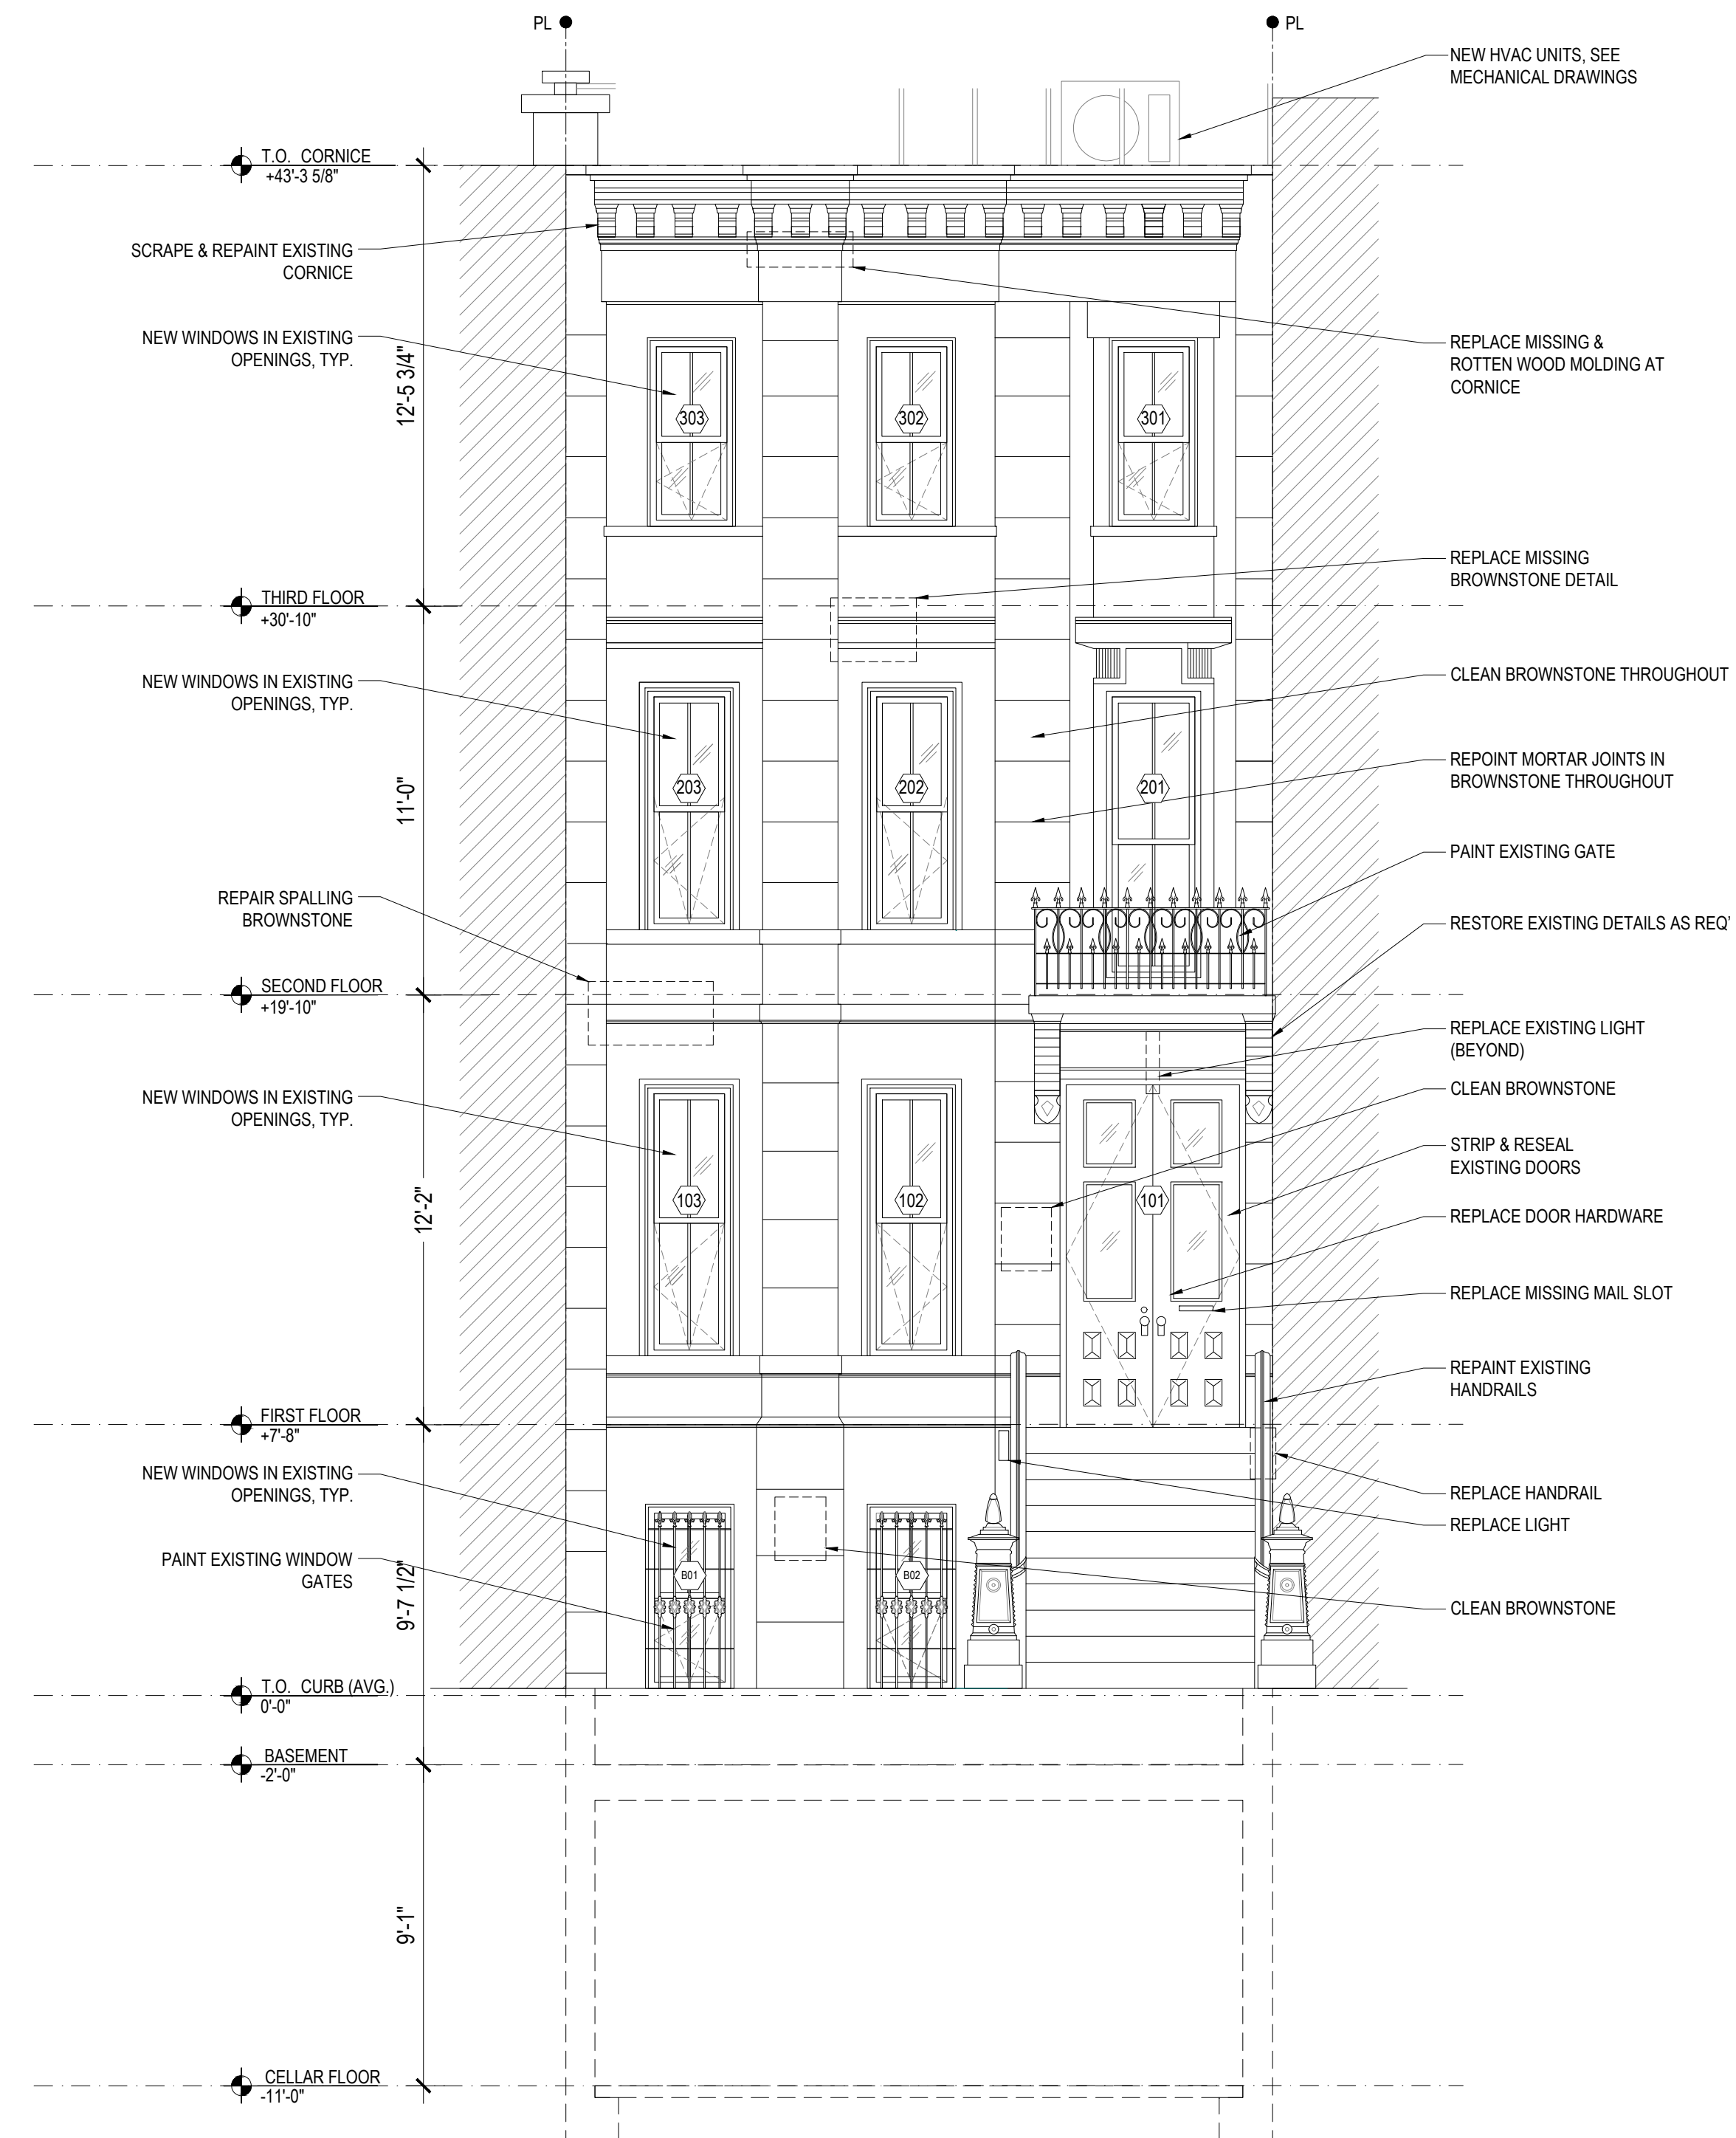 PL
PL
NEW HVAC UNITS, SEE
MECHANICAL DRAWINGS
T.O. CORNICE
+43'-3 5/8"
SCRAPE & REPAINT EXISTING
CORNICE
NEW WINDOWS IN EXISTING
OPENINGS, TYP.
12'-5 3/4"
REPLACE MISSING &
ROTTEN WOOD MOLDING AT
CORNICE
303
302
301
REPLACE MISSING
BROWNSTONE DETAIL
THIRD FLOOR
+30'-10"
NEW WINDOWS IN EXISTING
OPENINGS, TYP.
CLEAN BROWNSTONE THROUGHOUT
REPOINT MORTAR JOINTS IN
BROWNSTONE THROUGHOUT
11'-0"
203
202
201
PAINT EXISTING GATE
REPAIR SPALLING
BROWNSTONE
RESTORE EXISTING DETAILS AS REQ'
SECOND FLOOR
+19'-10"
REPLACE EXISTING LIGHT
(BEYOND)
NEW WINDOWS IN EXISTING
OPENINGS, TYP.
CLEAN BROWNSTONE
STRIP & RESEAL
EXISTING DOORS
12'-2"
103
102
101
REPLACE DOOR HARDWARE
REPLACE MISSING MAIL SLOT
REPAINT EXISTING
HANDRAILS
FIRST FLOOR
+7'-8"
NEW WINDOWS IN EXISTING
OPENINGS, TYP.
REPLACE HANDRAIL
REPLACE LIGHT
PAINT EXISTING WINDOW
GATES
9'-7 1/2"
B01
B02
CLEAN BROWNSTONE
T.O. CURB (AVG.)
0'-0"
BASEMENT
-2'-0"
9'-1"
CELLAR FLOOR
-11'-0"